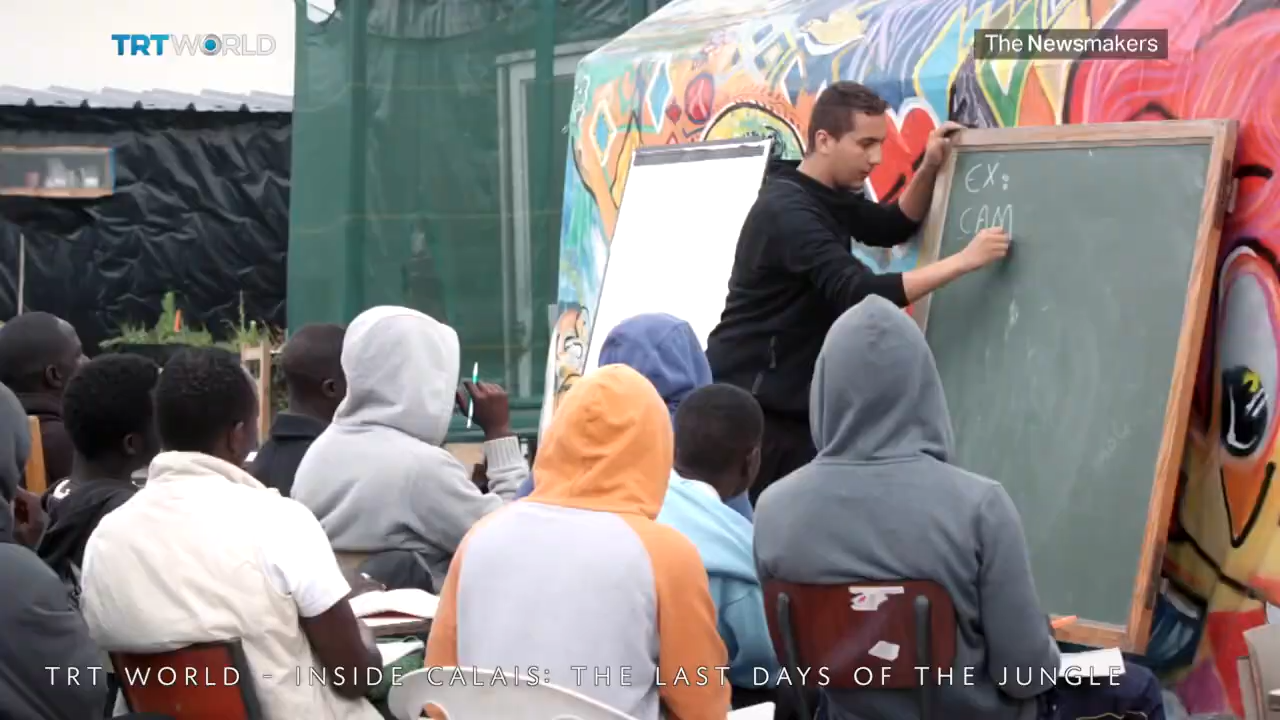 TRT WORLD
The Newsmakers
EX:
CAM
TRT WORLD - INSIDE CALAIS: THE LAST DAYS OF THE JUNGLE